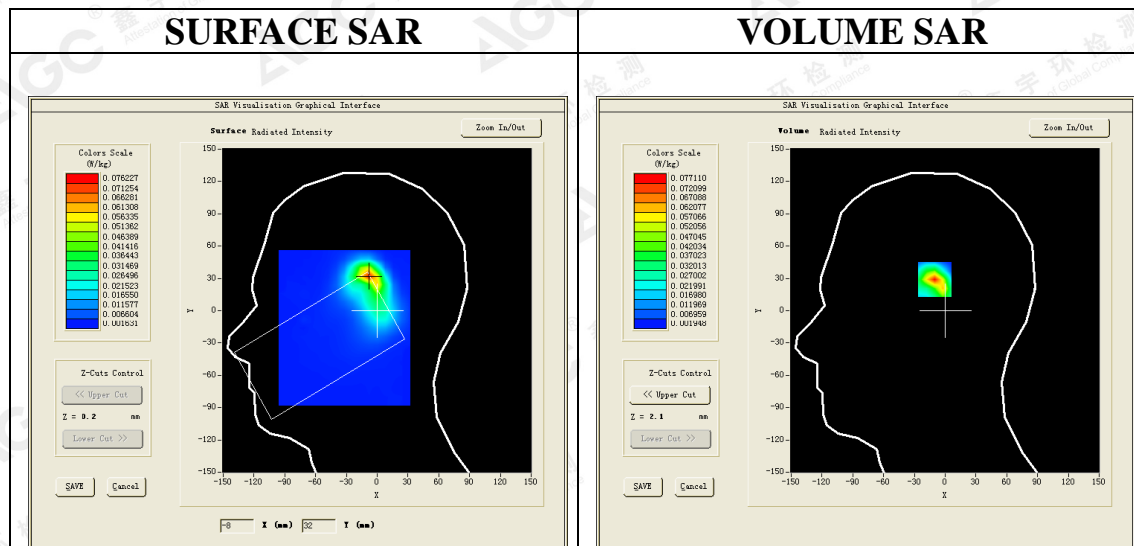 SURFACE SAR
VOLUME SAR
SAR Visualisation Graphical Interface
Surface Radiated Intensity
Zoom In/Out
Colors Scale
(W/kg)
0.076227
0.071254
0.066281
0.061308
0.056335
0.051362
0.046389
0.041416
0.036443
0.031469
0.026496
0.021523
0.016550
0.011577
0.006604
0.001631
150
120
90
60
30
0
-30
-60
-90
-120
-150
Y
-150 -120 -90 -60 -30 0 30 60 90 120 150
X
Z-Cuts Control
<< Upper Cut
Z = 0.2 mm
Lower Cut >>
SAVE Cancel
-8 X (mm) 32 Y (mm)
SAR Visualisation Graphical Interface
Volume Radiated Intensity
Zoom In/Out
Colors Scale
(W/kg)
0.077110
0.072099
0.067088
0.062077
0.057066
0.052056
0.047045
0.042034
0.037023
0.032013
0.027002
0.021991
0.016980
0.011969
0.006959
0.001948
150
120
90
60
30
0
-30
-60
-90
-120
-150
Y
-150 -120 -90 -60 -30 0 30 60 90 120 150
X
Z-Cuts Control
<< Upper Cut
Z = 2.1 mm
Lower Cut >>
SAVE Cancel